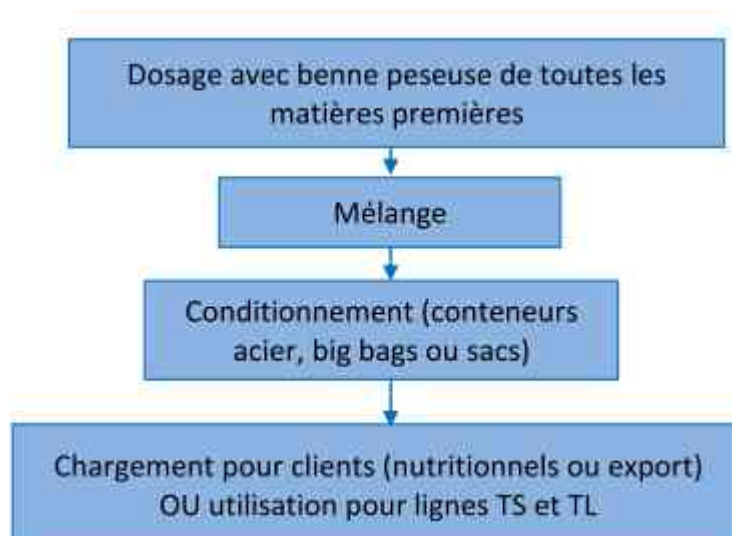 Dosage avec benne peseuse de toutes les
matières premières
Mélange
Conditionnement (conteneurs
acier, big bags ou sacs)
Chargement pour clients (nutritionnels ou export)
OU utilisation pour lignes TS et TL